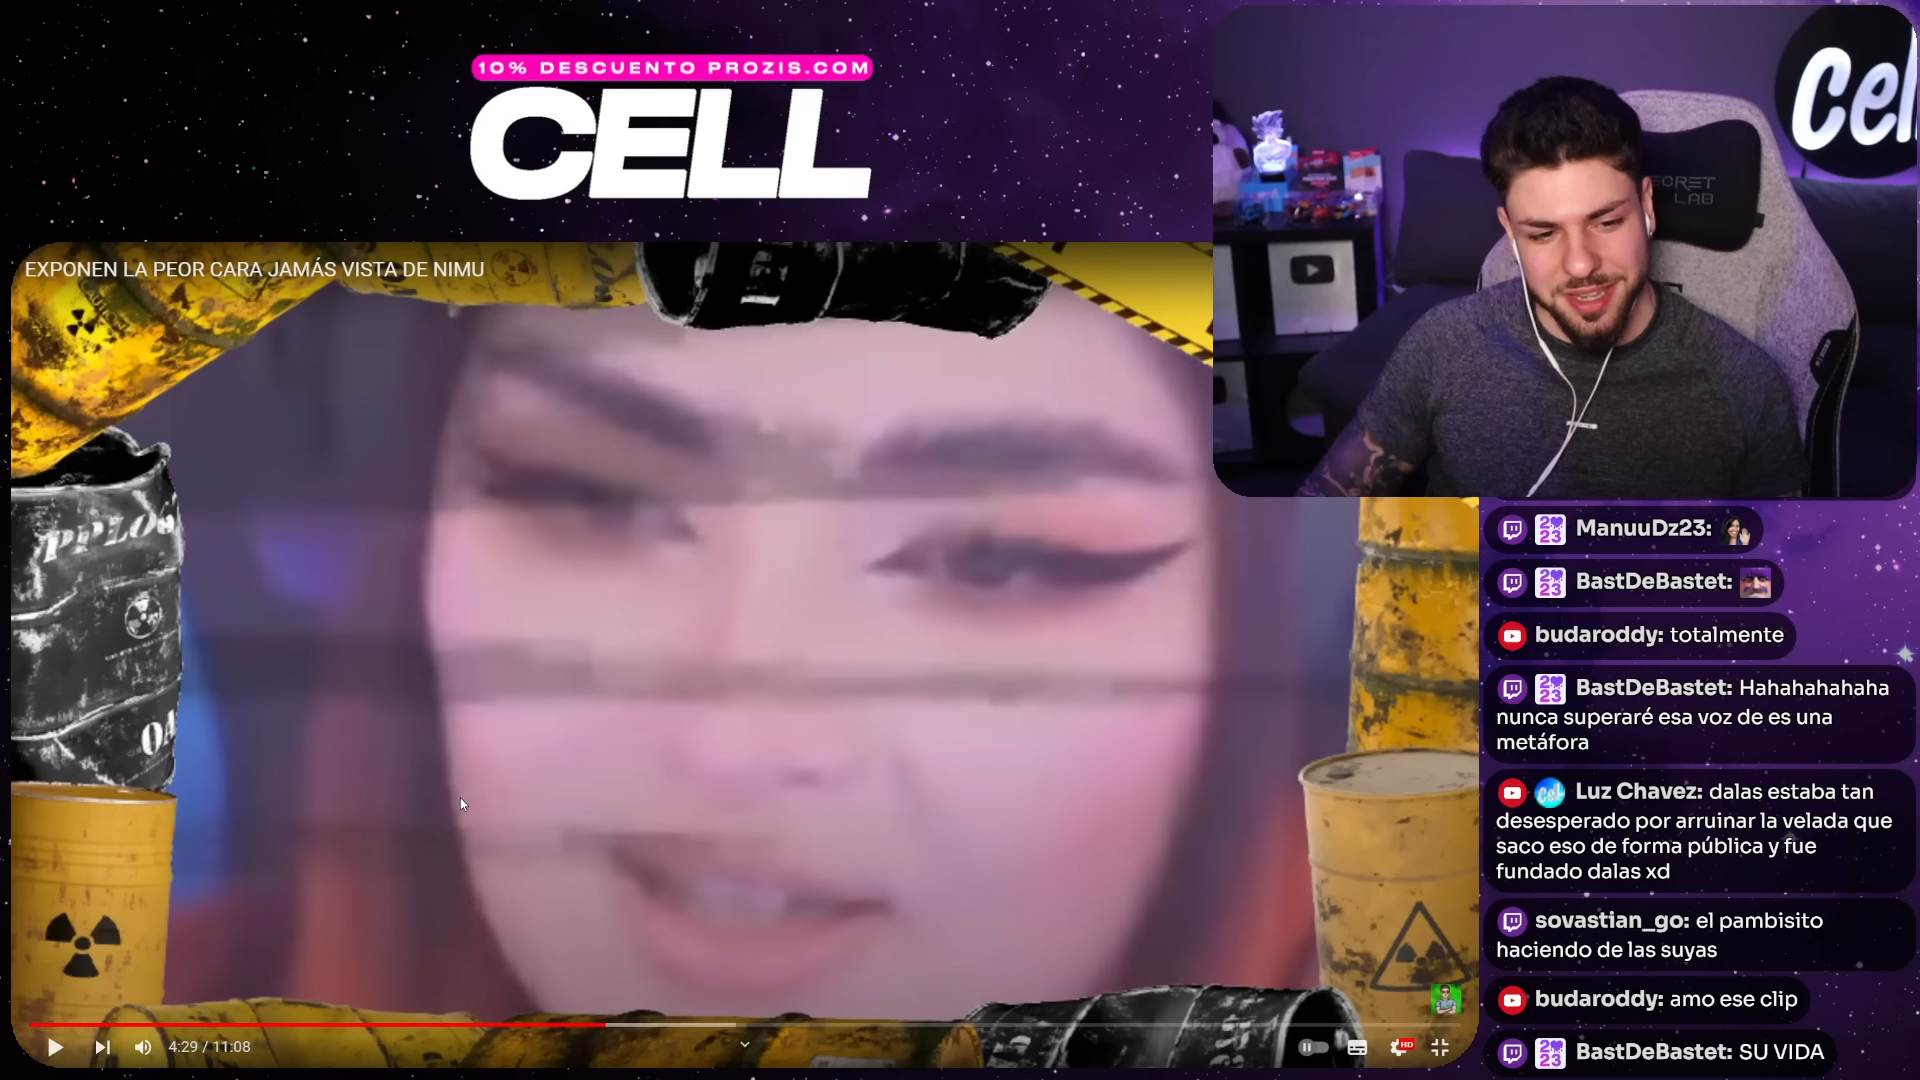 10% DESCUENTO PROZIS.COM
CELL
Cel
SECRET
LAB
EXPONEN LA PEOR CARA JAMÁS VISTA DE NIMU
ManuuDz23:
BastDeBastet:
budaroddy: totalmente
BastDeBastet: Hahahahahaha
nunca superaré esa voz de es una
metáfora
Luz Chavez: dalas estaba tan
desesperado por arruinar la velada que
saco eso de forma pública y fue
fundado dalas xd
sovastian_go: el pambisito
haciendo de las suyas
budaroddy: amo ese clip
BastDeBastet: SU VIDA
4:29 / 11:08
HD